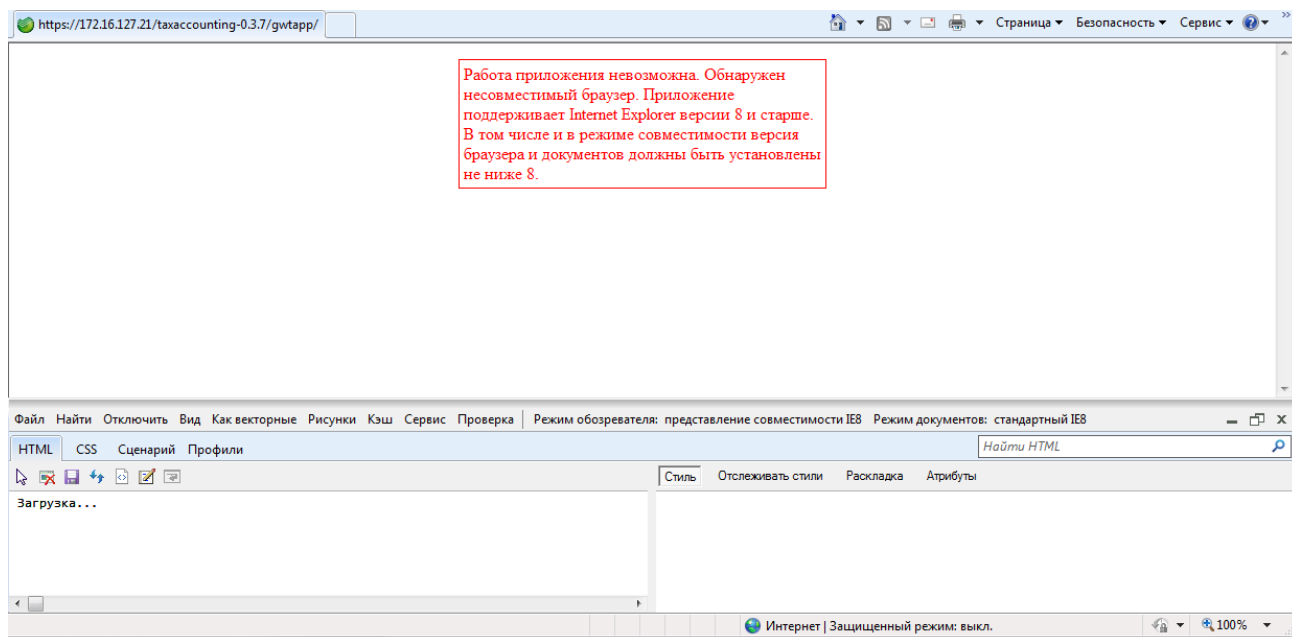 https://172.16.127.21/taxaccounting-0.3.7/gwtapp/
Страница Безопасность Сервис
Работа приложения невозможна. Обнаружен
несовместимый браузер. Приложение
поддерживает Internet Explorer версии 8 и старше.
В том числе и в режиме совместимости версия
браузера и документов должны быть установлены
не ниже 8.
Файл Найти Отключить Вид Как векторные Рисунки Кэш Сервис Проверка Режим обозревателя: представление совместимости IE8 Режим документов: стандартный IE8
HTML CSS Сценарий Профили Найти HTML
Стиль Отслеживать стили Раскладка Атрибуты
Загрузка...
Интернет | Защищенный режим: выкл. 100%